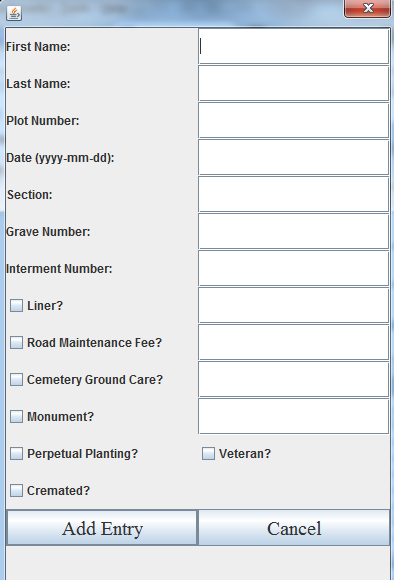 First Name:
Last Name:
Plot Number:
Date (yyyy-mm-dd):
Section:
Grave Number:
Interment Number:
Liner?
Road Maintenance Fee?
Cemetery Ground Care?
Monument?
Perpetual Planting? Veteran?
Cremated?
Add Entry Cancel